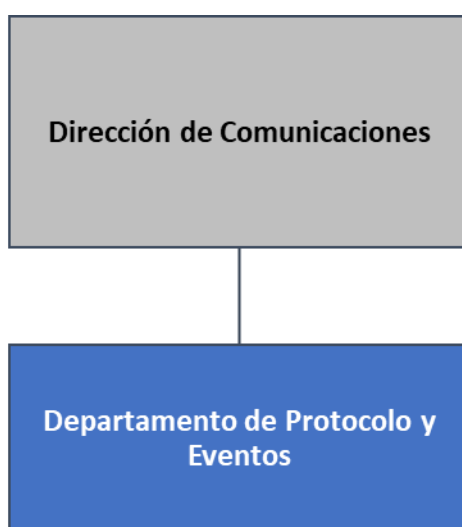 Dirección de Comunicaciones
Departamento de Protocolo y
Eventos